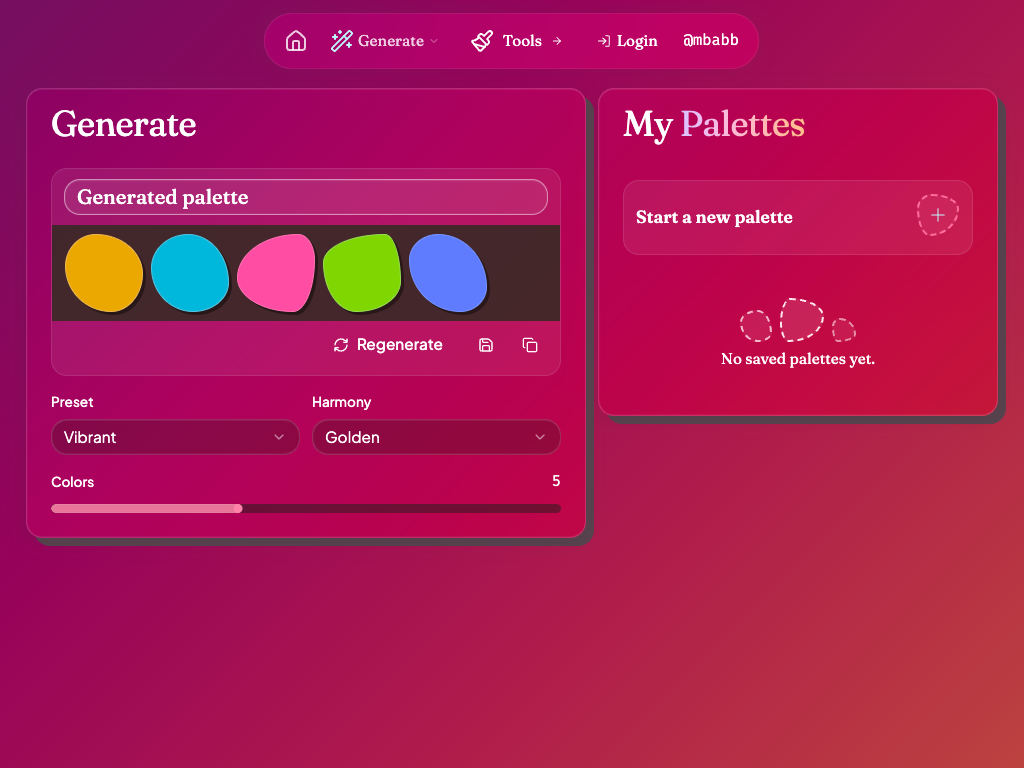 Generate
Tools
Login
@mbabb
Generate
Generated palette
Regenerate
Preset
Harmony
Vibrant
Golden
Colors
5
My Palettes
Start a new palette
No saved palettes yet.